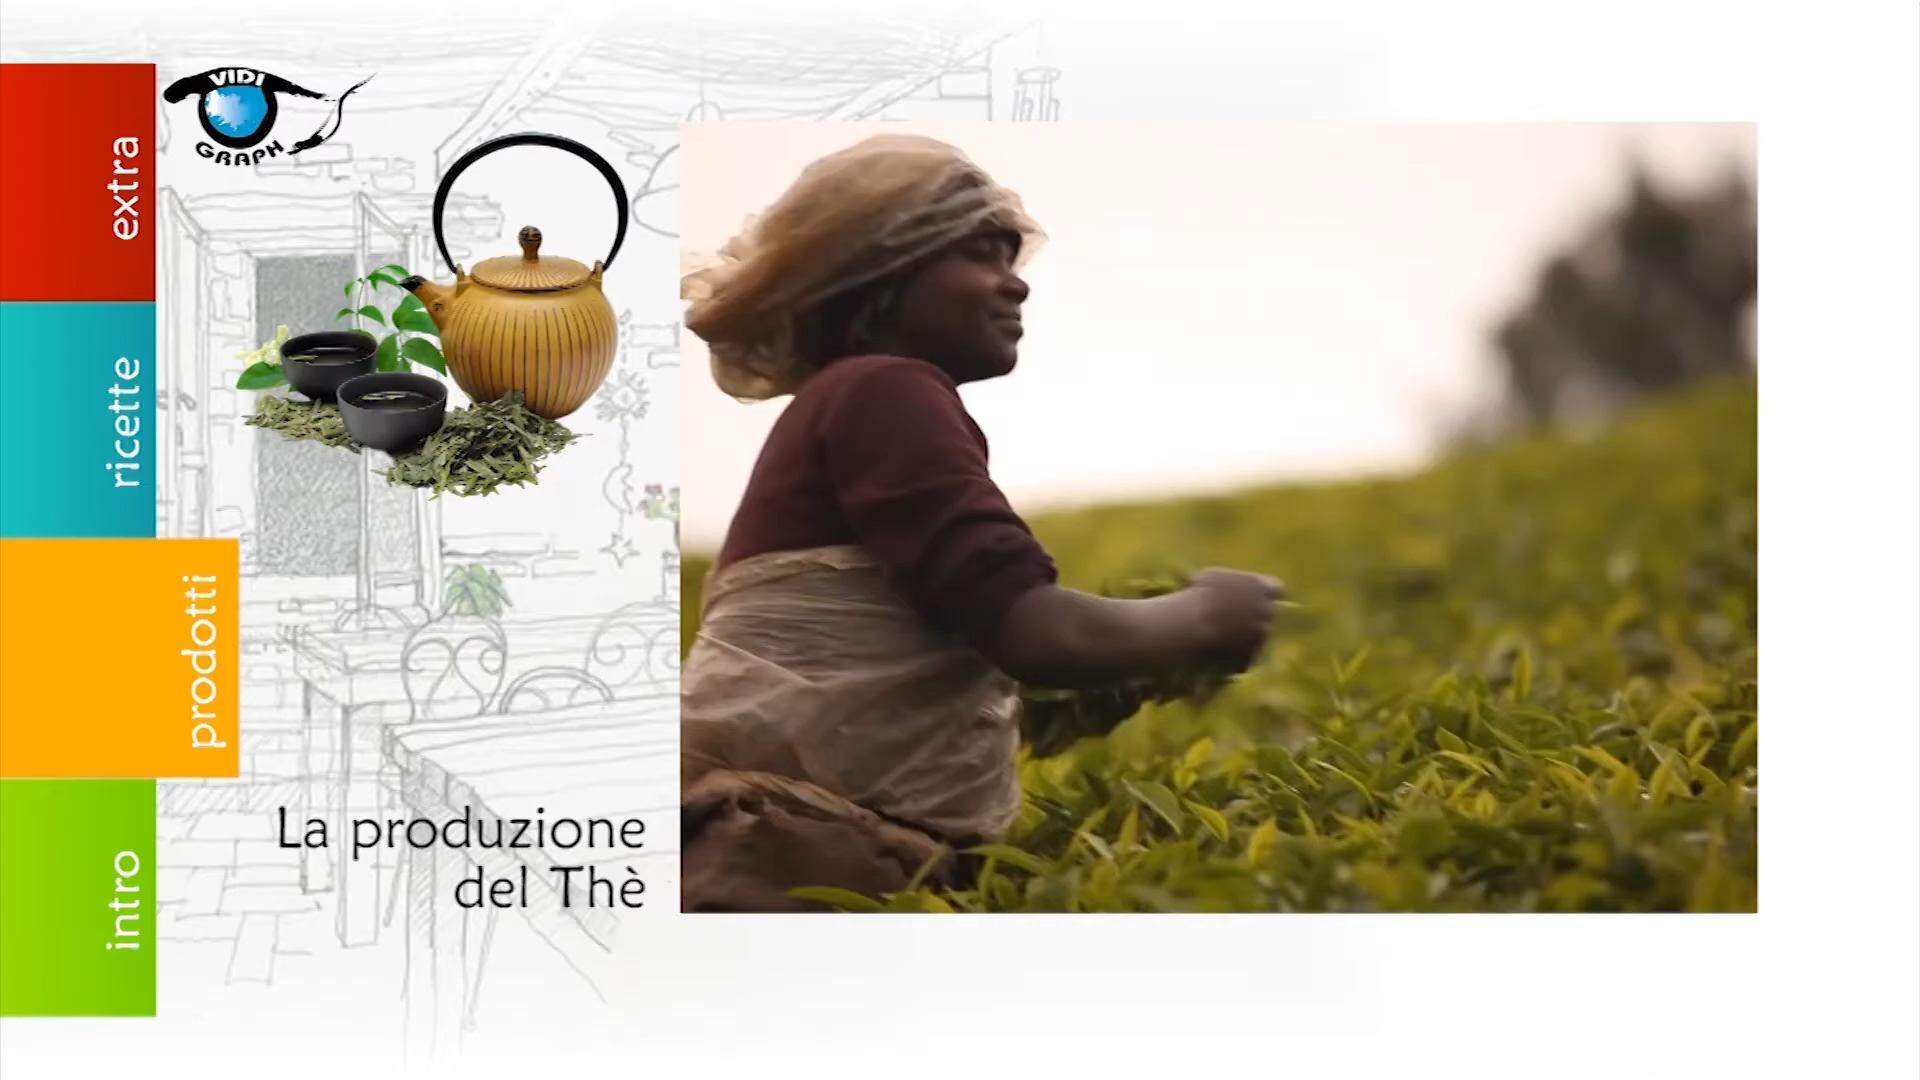 VIDI
GRAPH
extra
ricette
prodotti
intro
La produzione
del Thè